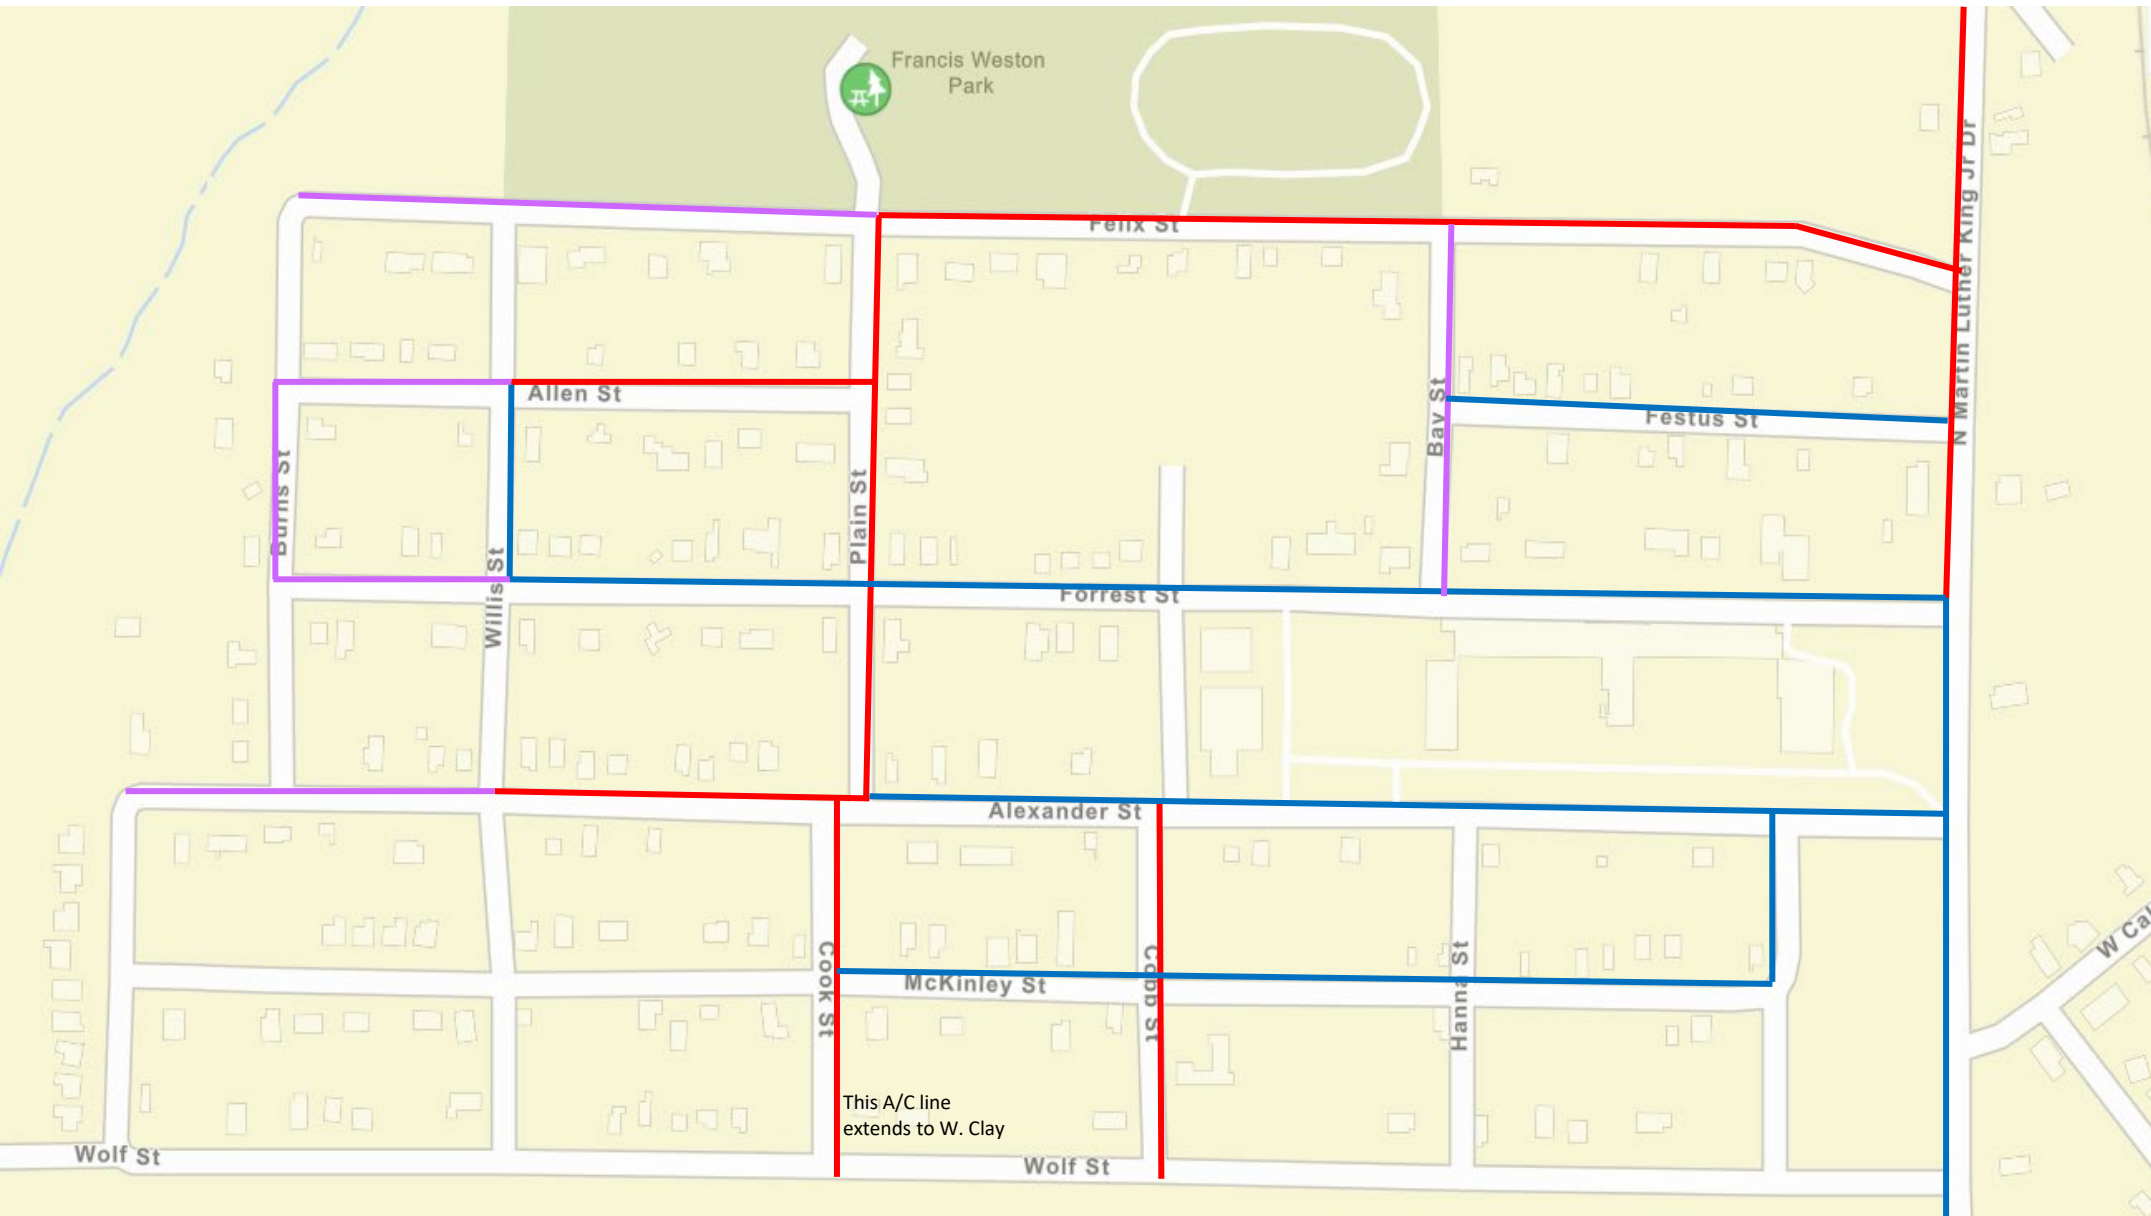 Francis Weston
Park
N Martin Luther King Jr Dr
Felix St
Allen St
Bay St
Festus St
Burns St
Plain St
Willis St
Forrest St
Alexander St
W Cal
Cook St
McKinley St
Cobb St
Hanna St
This A/C line
extends to W. Clay
Wolf St
Wolf St